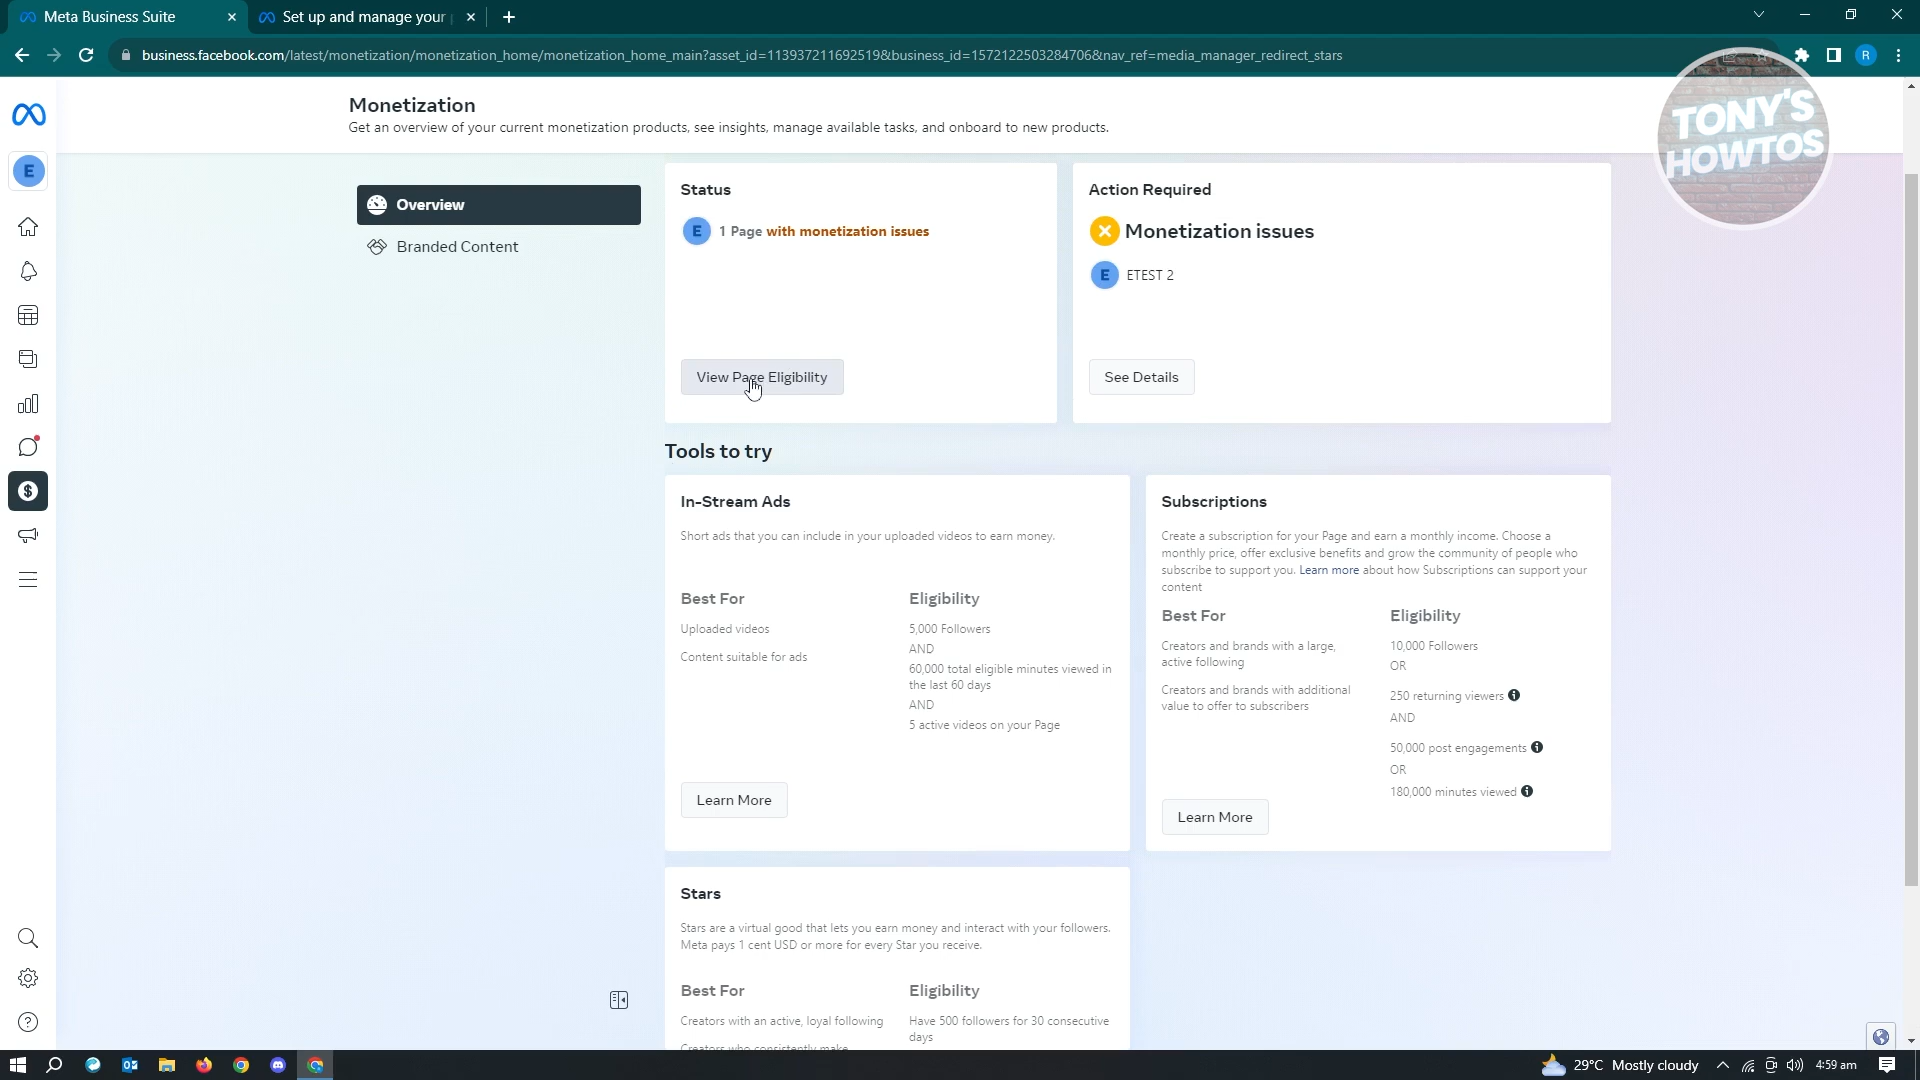 Meta Business Suite
Set up and manage your
business.facebook.com/latest/monetization/monetization_home/monetization_home_main?asset_id=113937211692519&business_id=1572122503284706&nav_ref=media_manager_redirect_stars
R
Monetization
Get an overview of your current monetization products, see insights, manage available tasks, and onboard to new products.
TONY'S
HOWTOS
E
Overview
Branded Content
Status
E 1 Page with monetization issues
View Page Eligibility
Action Required
Monetization issues
E ETEST 2
See Details
Tools to try
In-Stream Ads
Short ads that you can include in your uploaded videos to earn money.
Best For
Uploaded videos
Content suitable for ads
Eligibility
5,000 Followers
AND
60,000 total eligible minutes viewed in
the last 60 days
AND
5 active videos on your Page
Learn More
Subscriptions
Create a subscription for your Page and earn a monthly income. Choose a
monthly price, offer exclusive benefits and grow the community of people who
subscribe to support you. Learn more about how Subscriptions can support your
content
Best For
Creators and brands with a large,
active following
Creators and brands with additional
value to offer to subscribers
Eligibility
10,000 Followers
OR
250 returning viewers
AND
50,000 post engagements
OR
180,000 minutes viewed
Learn More
Stars
Stars are a virtual good that lets you earn money and interact with your followers.
Meta pays 1 cent USD or more for every Star you receive.
Best For
Creators with an active, loyal following
Creators who consistently make
Eligibility
Have 500 followers for 30 consecutive
days
29°C Mostly cloudy
4:59 am